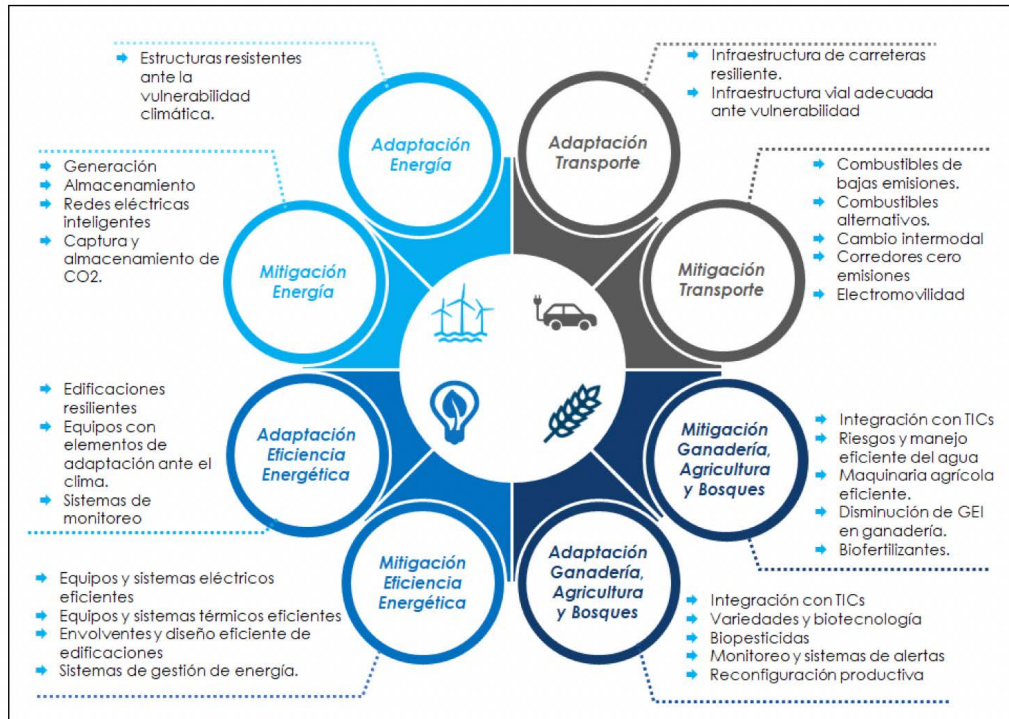 Estructuras resistentes
ante la
vulnerabilidad
climática.
Adaptación
Energía
Infraestructura de carreteras
resiliente.
Infraestructura vial adecuada
ante vulnerabilidad
Adaptación
Transporte
Generación
Almacenamiento
Redes eléctricas
inteligentes
Captura y
almacenamiento de
CO2.
Mitigación
Energía
Combustibles de
bajas emisiones.
Combustibles
alternativos.
Cambio intermodal
Corredores cero
emisiones
Electromovilidad
Mitigación
Transporte
Edificaciones
resilientes
Equipos con
elementos de
adaptación ante el
clima.
Sistemas de
monitoreo
Adaptación
Eficiencia
Energética
Mitigación
Ganadería,
Agricultura
y Bosques
Integración con TICs
Riesgos y manejo
eficiente del agua
Maquinaria agrícola
eficiente.
Disminución de GEI
en ganadería.
Biofertilizantes.
Equipos y sistemas eléctricos
eficientes
Equipos y sistemas térmicos eficientes
Envolventes y diseño eficiente de
edificaciones
Sistemas de gestión de energía.
Mitigación
Eficiencia
Energética
Adaptación
Ganadería,
Agricultura
y Bosques
Integración con TICs
Variedades y biotecnología
Biopesticidas
Monitoreo y sistemas de alertas
Reconfiguración productiva